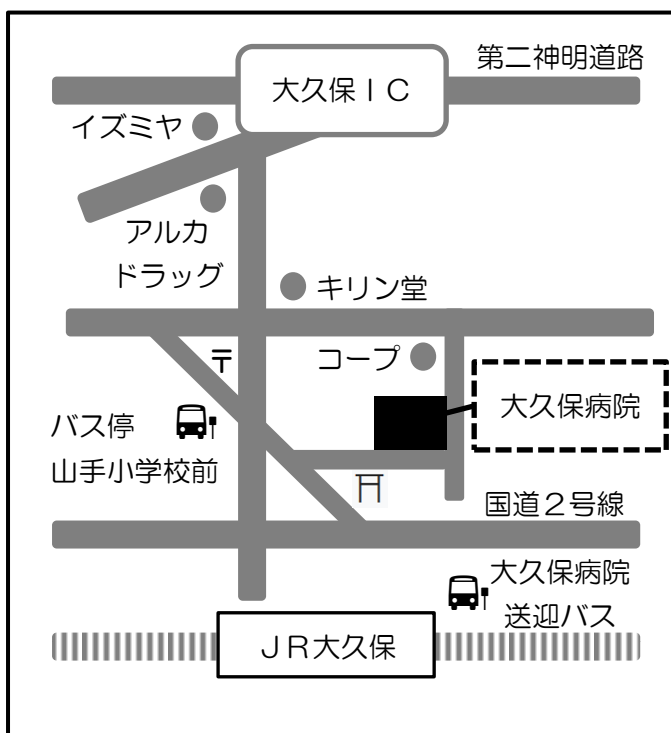 第二神明道路
大久保ＩＣ
イズミヤ
アルカ
ドラッグ
キリン堂
〒
コープ
大久保病院
バス停
山手小学校前
国道２号線
大久保病院
送迎バス
ＪＲ大久保